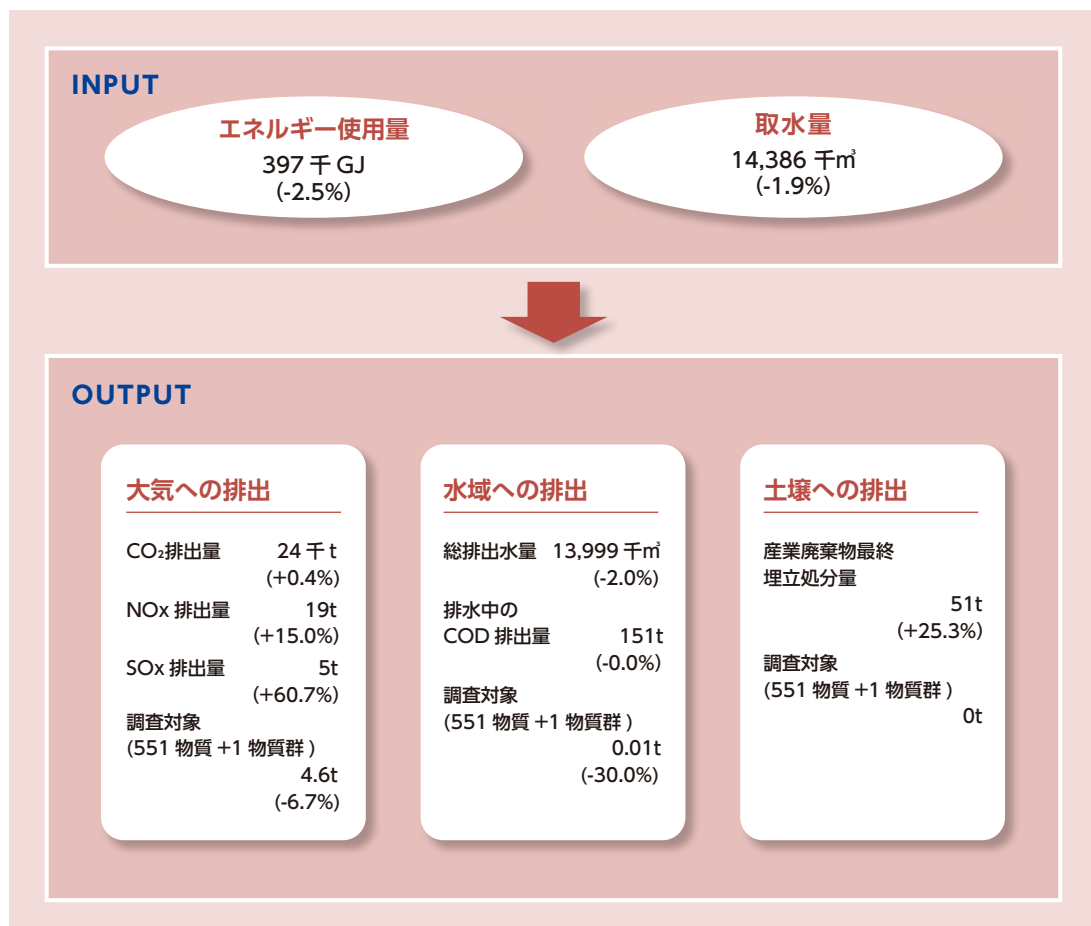 INPUT
エネルギー使用量
397 千 GJ
(-2.5%)
取水量
14,386 千㎥
(-1.9%)
OUTPUT
大気への排出
CO₂排出量 24 千 t
(+0.4%)
NOx 排出量 19t
(+15.0%)
SOx 排出量 5t
(+60.7%)
調査対象
(551 物質 +1 物質群 )
4.6t
(-6.7%)
水域への排出
総排出水量 13,999 千㎥
(-2.0%)
排水中の
COD 排出量 151t
(-0.0%)
調査対象
(551 物質 +1 物質群 )
0.01t
(-30.0%)
土壌への排出
産業廃棄物最終
埋立処分量
51t
(+25.3%)
調査対象
(551 物質 +1 物質群 )
0t